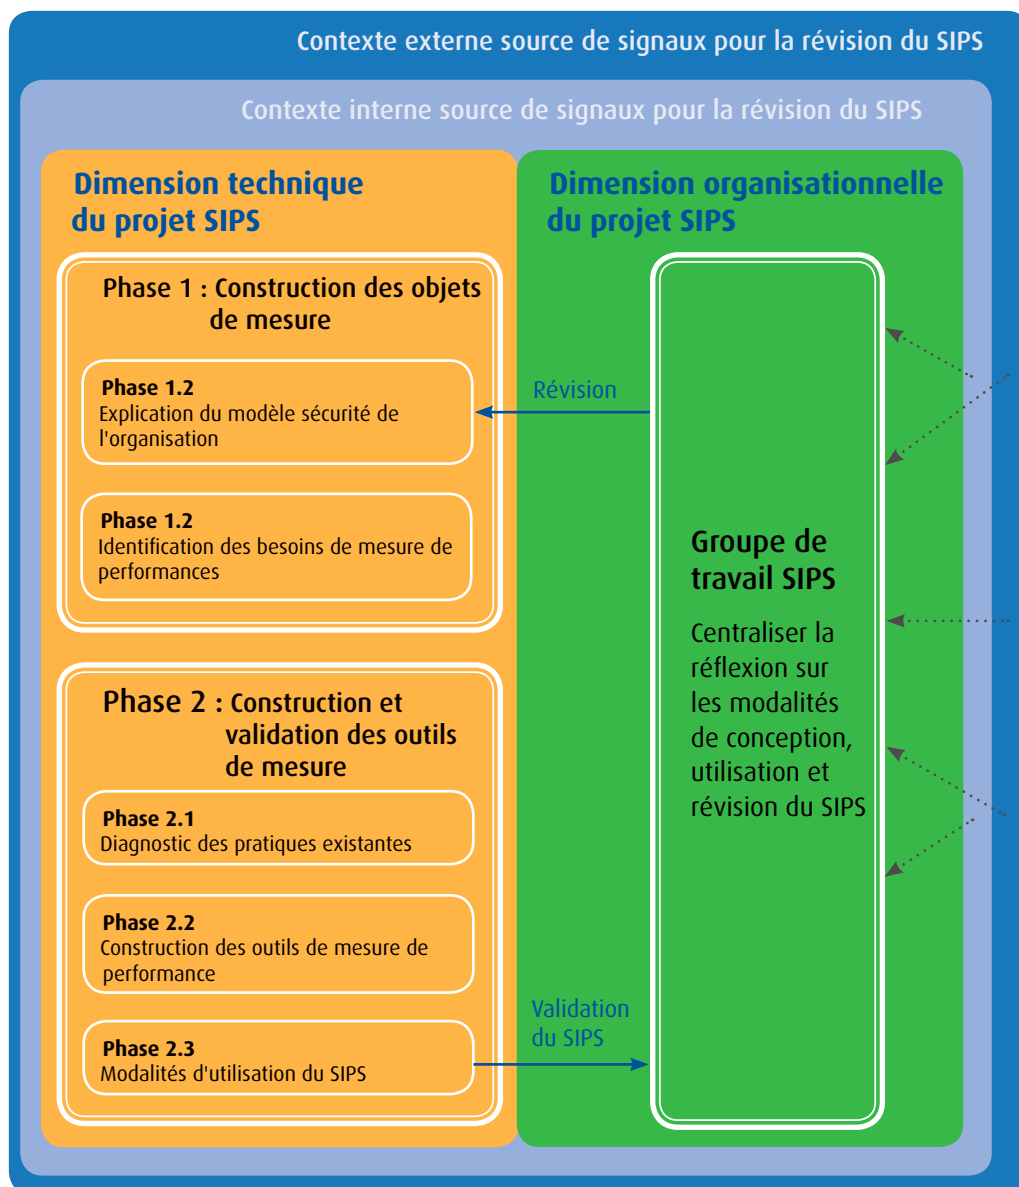 Contexte externe source de signaux pour la révision du SIPS
Contexte interne source de signaux pour la révision du SIPS
Dimension technique
du projet SIPS
Phase 1 : Construction des objets
de mesure
Phase 1.2
Explication du modèle sécurité de
l'organisation
Phase 1.2
Identification des besoins de mesure de
performances
Phase 2 : Construction et
validation des outils
de mesure
Phase 2.1
Diagnostic des pratiques existantes
Phase 2.2
Construction des outils de mesure de
performance
Phase 2.3
Modalités d'utilisation du SIPS
Dimension organisationnelle
du projet SIPS
Révision
Validation
du SIPS
Groupe de
travail SIPS
Centraliser la
réflexion sur
les modalités
de conception,
utilisation et
révision du SIPS